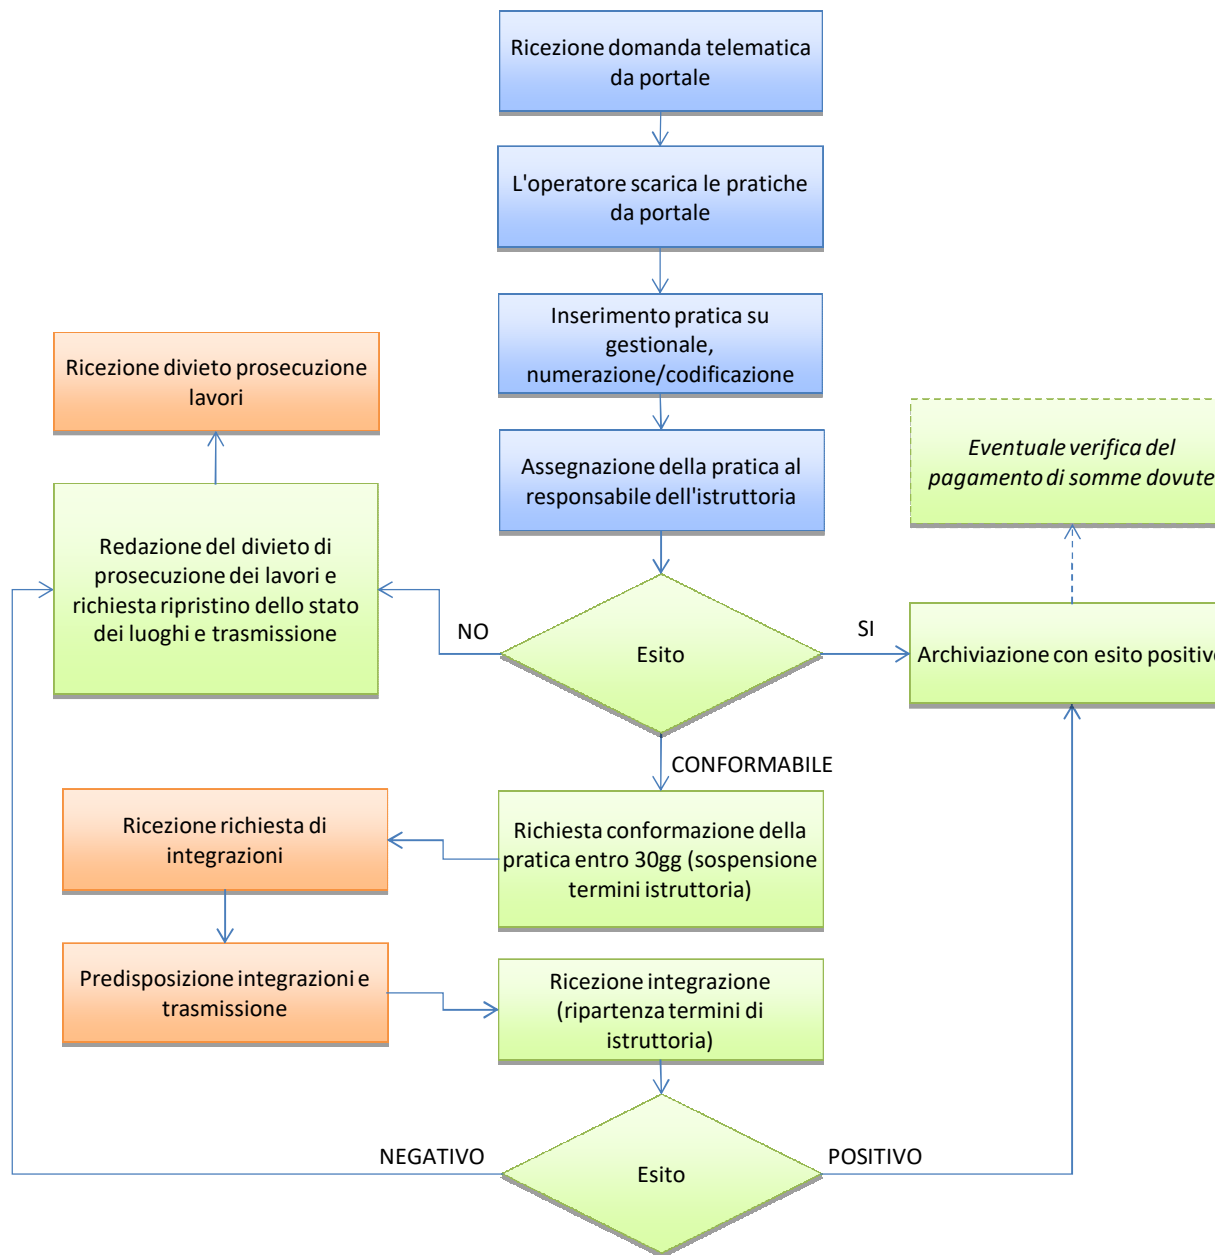 Ricezione domanda telematica
da portale
L'operatore scarica le pratiche
da portale
Inserimento pratica su
gestionale,
numerazione/codificazione
Ricezione divieto prosecuzione
lavori
Assegnazione della pratica al
responsabile dell'istruttoria
Eventuale verifica del
pagamento di somme dovute
Redazione del divieto di
prosecuzione dei lavori e
richiesta ripristino dello stato
dei luoghi e trasmissione
NO
Esito
SI
Archiviazione con esito positivo
CONFORMABILE
Ricezione richiesta di
integrazioni
Richiesta conformazione della
pratica entro 30gg (sospensione
termini istruttoria)
Predisposizione integrazioni e
trasmissione
Ricezione integrazione
(ripartenza termini di
istruttoria)
NEGATIVO
Esito
POSITIVO